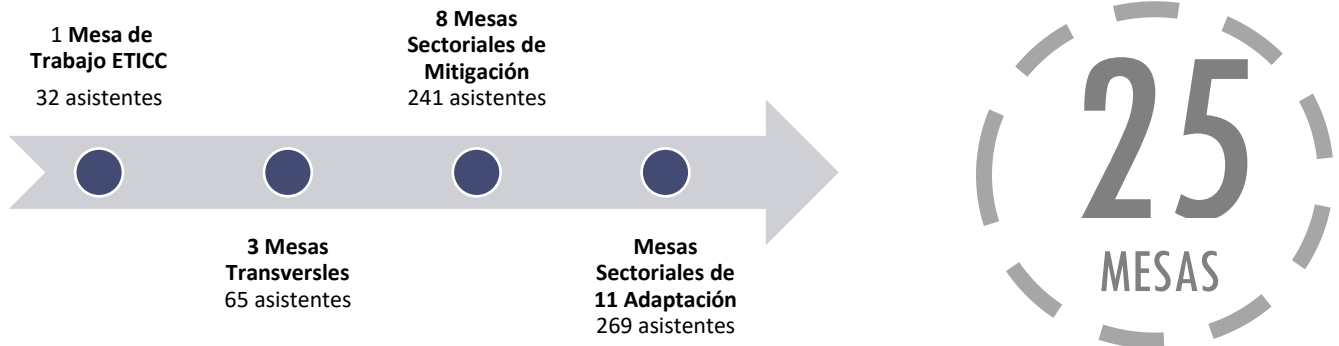 1 Mesa de
Trabajo ETICC
32 asistentes
3 Mesas
Transversles
65 asistentes
8 Mesas
Sectoriales de
Mitigación
241 asistentes
Mesas
Sectoriales de
11 Adaptación
269 asistentes
25
MESAS